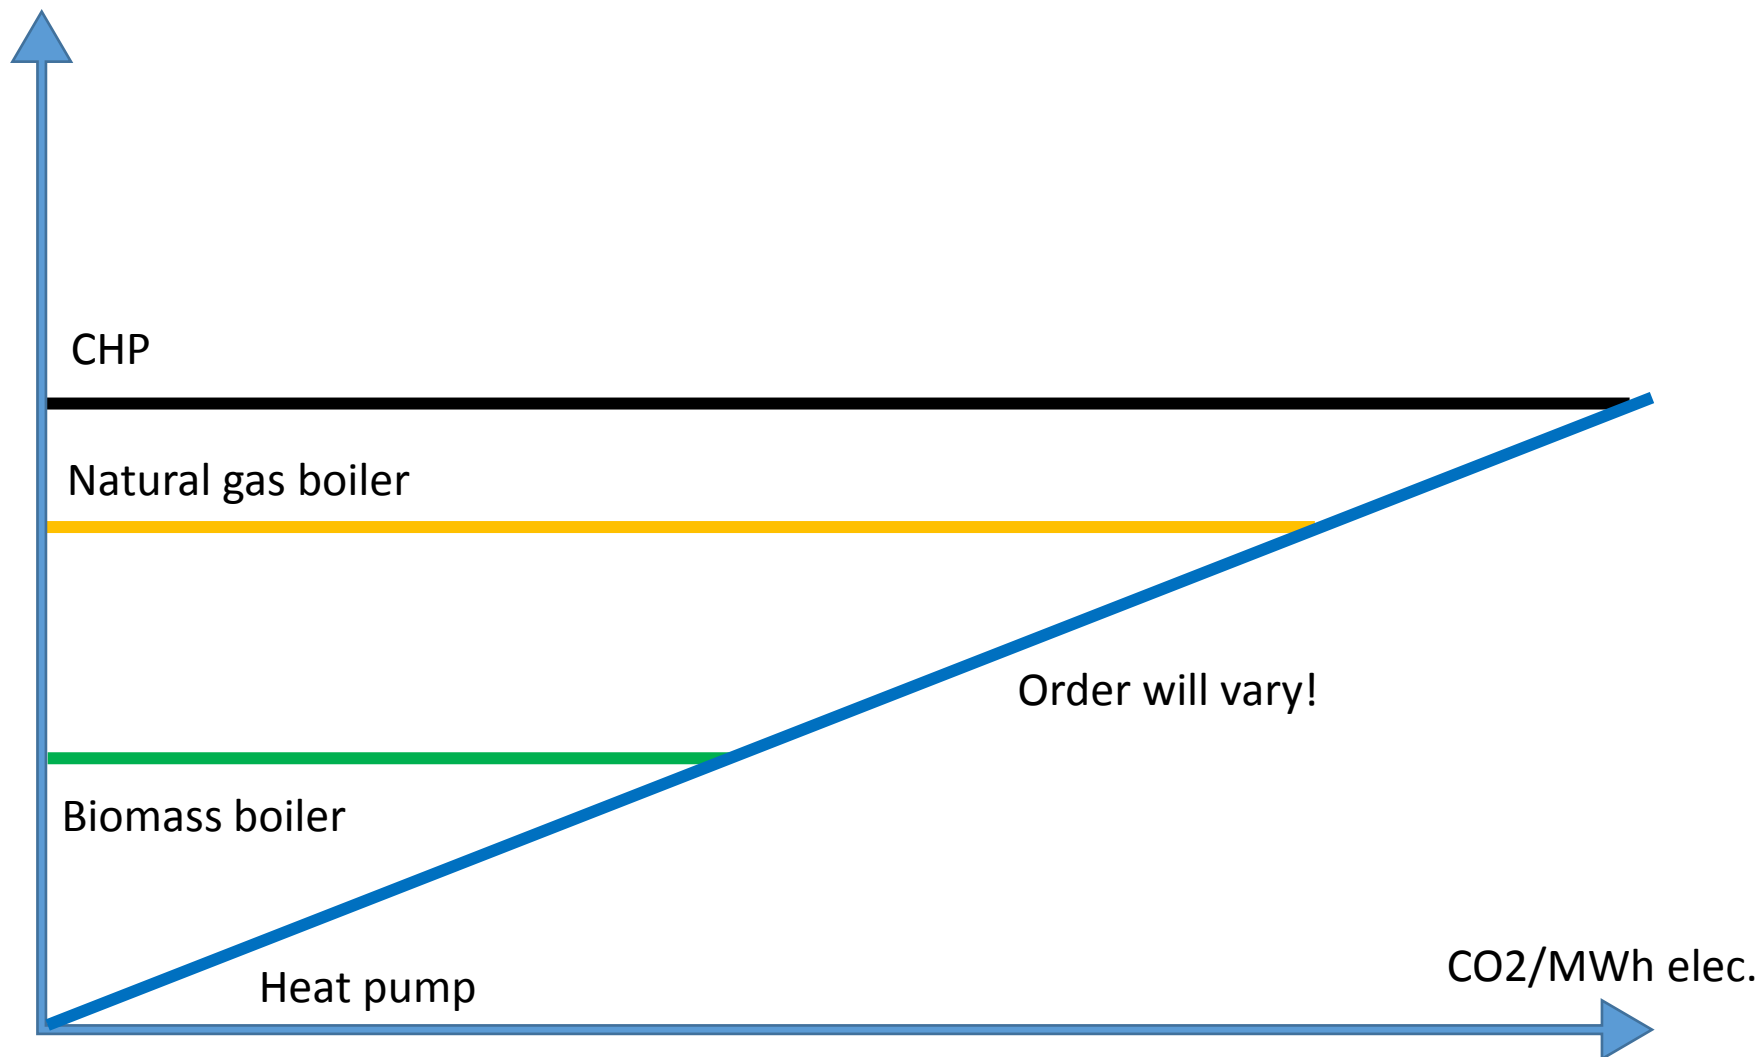 CHP
Natural gas boiler
Order will vary!
Biomass boiler
CO2/MWh elec.
Heat pump